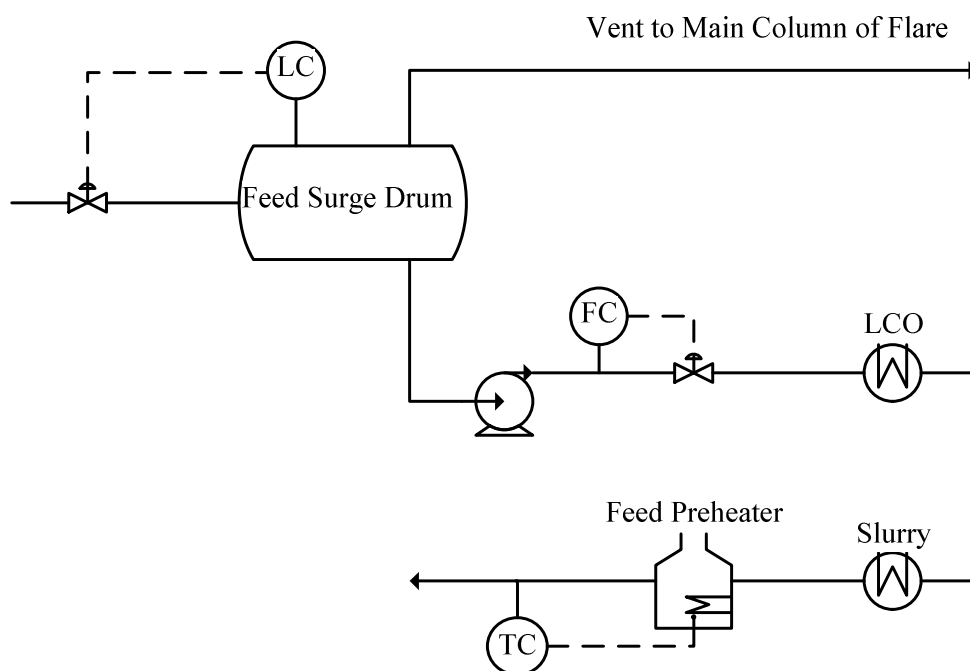 Vent to Main Column of Flare
LC
Feed Surge Drum
FC
LCO
Feed Preheater
Slurry
TC